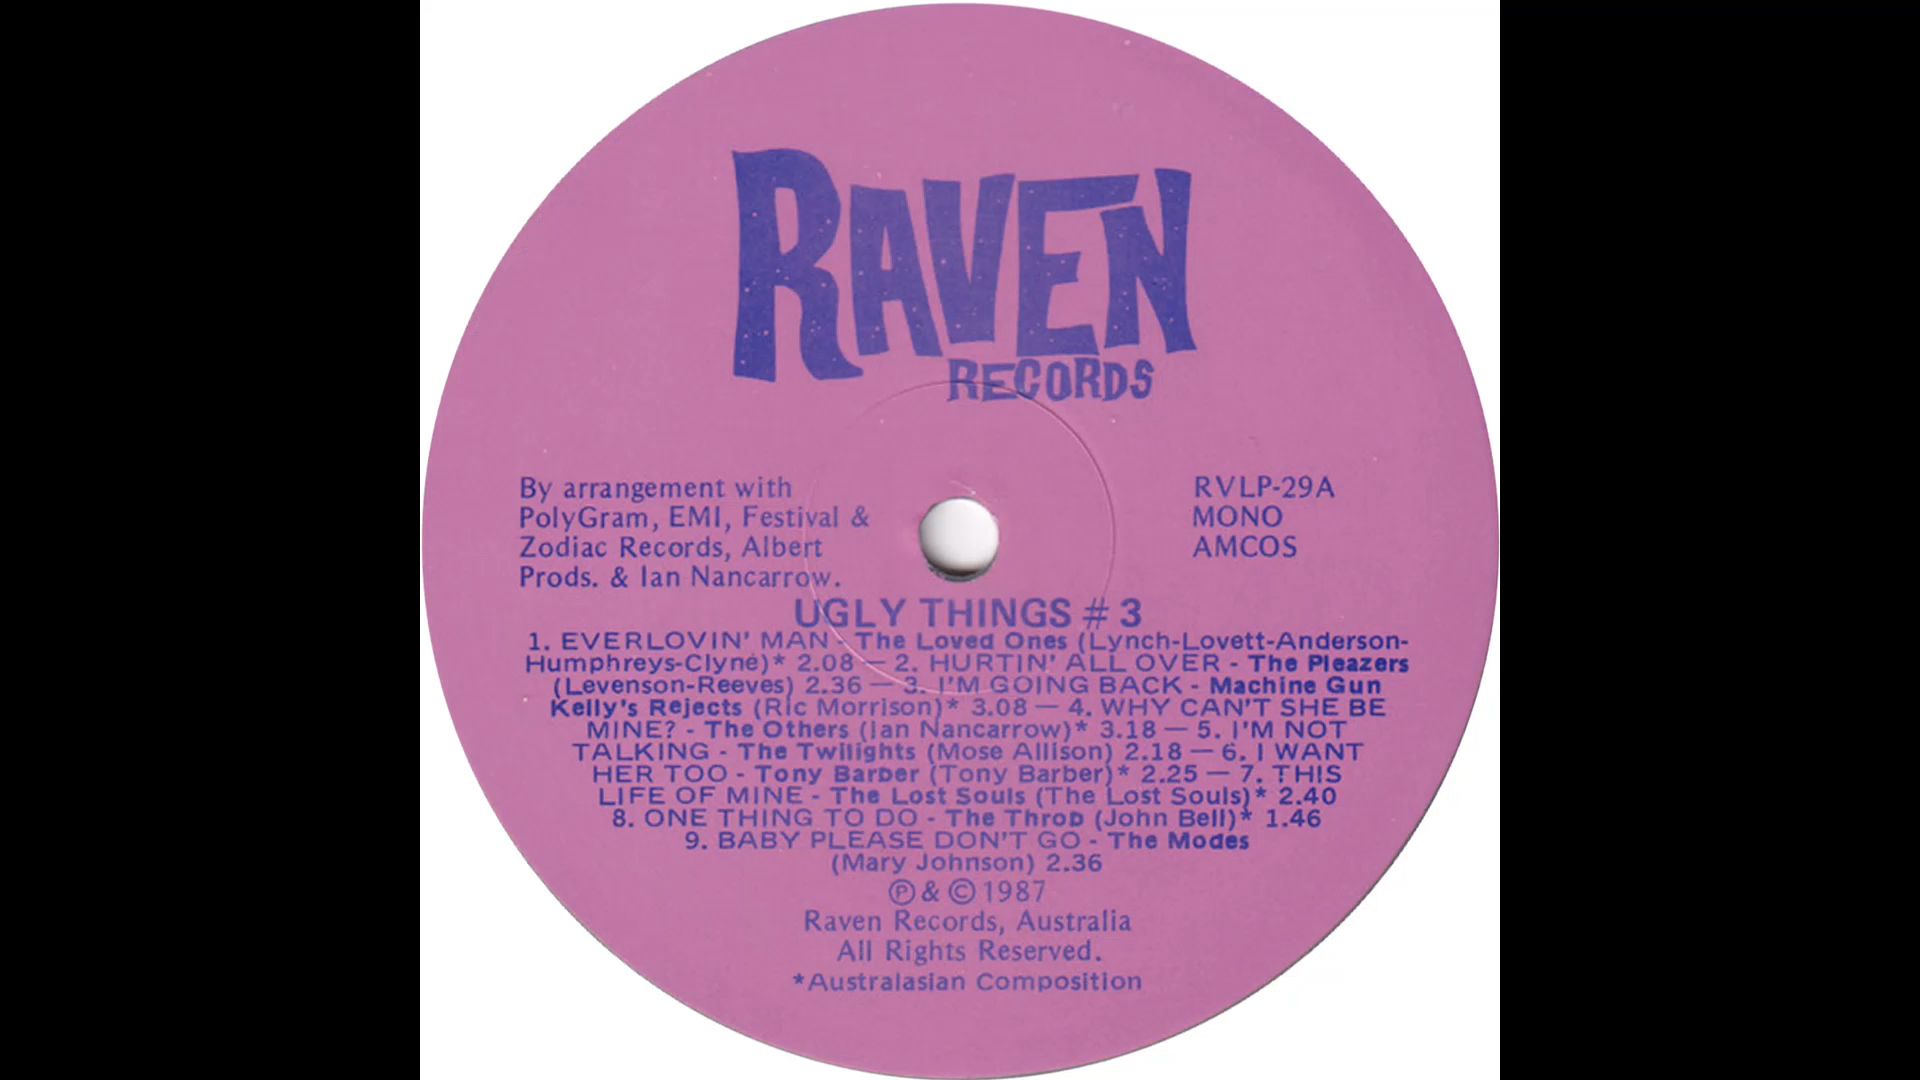 RAVEN
RECORDS
By arrangement with
PolyGram, EMI, Festival &
Zodiac Records, Albert
Prods. & Ian Nancarrow.
RVLP-29A
MONO
AMCOS
UGLY THINGS # 3
1. EVERLOVIN' MAN - The Loved Ones (Lynch-Lovett-Anderson-
Humphreys-Clyne)* 2.08 — 2. HURTIN' ALL OVER - The Pleazers
(Levenson-Reeves) 2.36 — 3. I'M GOING BACK - Machine Gun
Kelly's Rejects (Ric Morrison)* 3.08 — 4. WHY CAN'T SHE BE
MINE? - The Others (Ian Nancarrow)* 3.18 — 5. I'M NOT
TALKING - The Twilights (Mose Allison) 2.18 — 6. I WANT
HER TOO - Tony Barber (Tony Barber)* 2.25 — 7. THIS
LIFE OF MINE - The Lost Souls (The Lost Souls)* 2.40
8. ONE THING TO DO - The Throb (John Bell)* 1.46
9. BABY PLEASE DON'T GO - The Modes
(Mary Johnson) 2.36
℗ & © 1987
Raven Records, Australia
All Rights Reserved.
*Australasian Composition